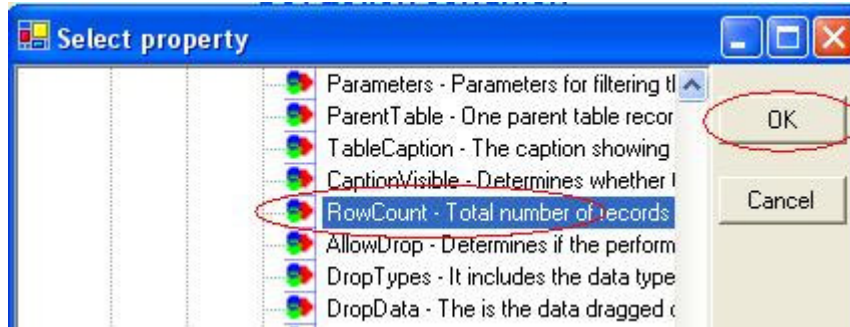 Select property
Parameters - Parameters for filtering
ParentTable - One parent table recor
TableCaption - The caption showing
CaptionVisible - Determines whether
RowCount - Total number of records
AllowDrop - Determines if the perform
DropTypes - It includes the data type
DropData - The is the data dragged
OK
Cancel